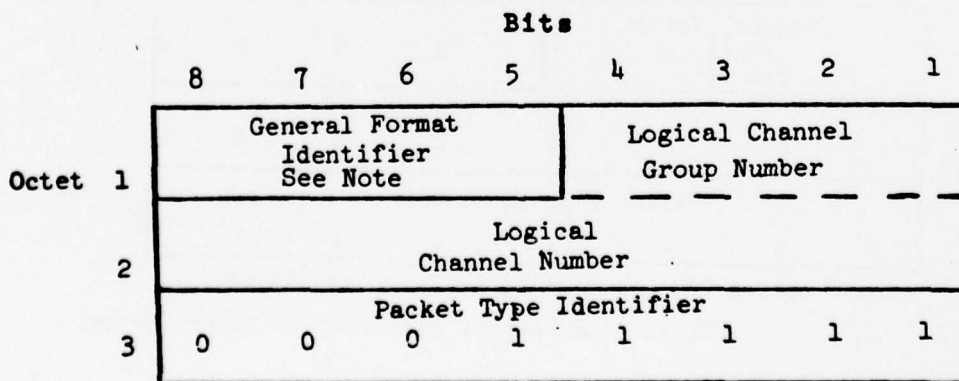 Bits
8 7 6 5 4 3 2 1
General Format Logical Channel
Identifier Group Number
Octet 1 See Note
Logical
2 Channel Number
Packet Type Identifier
3 0 0 0 1 1 1 1 1